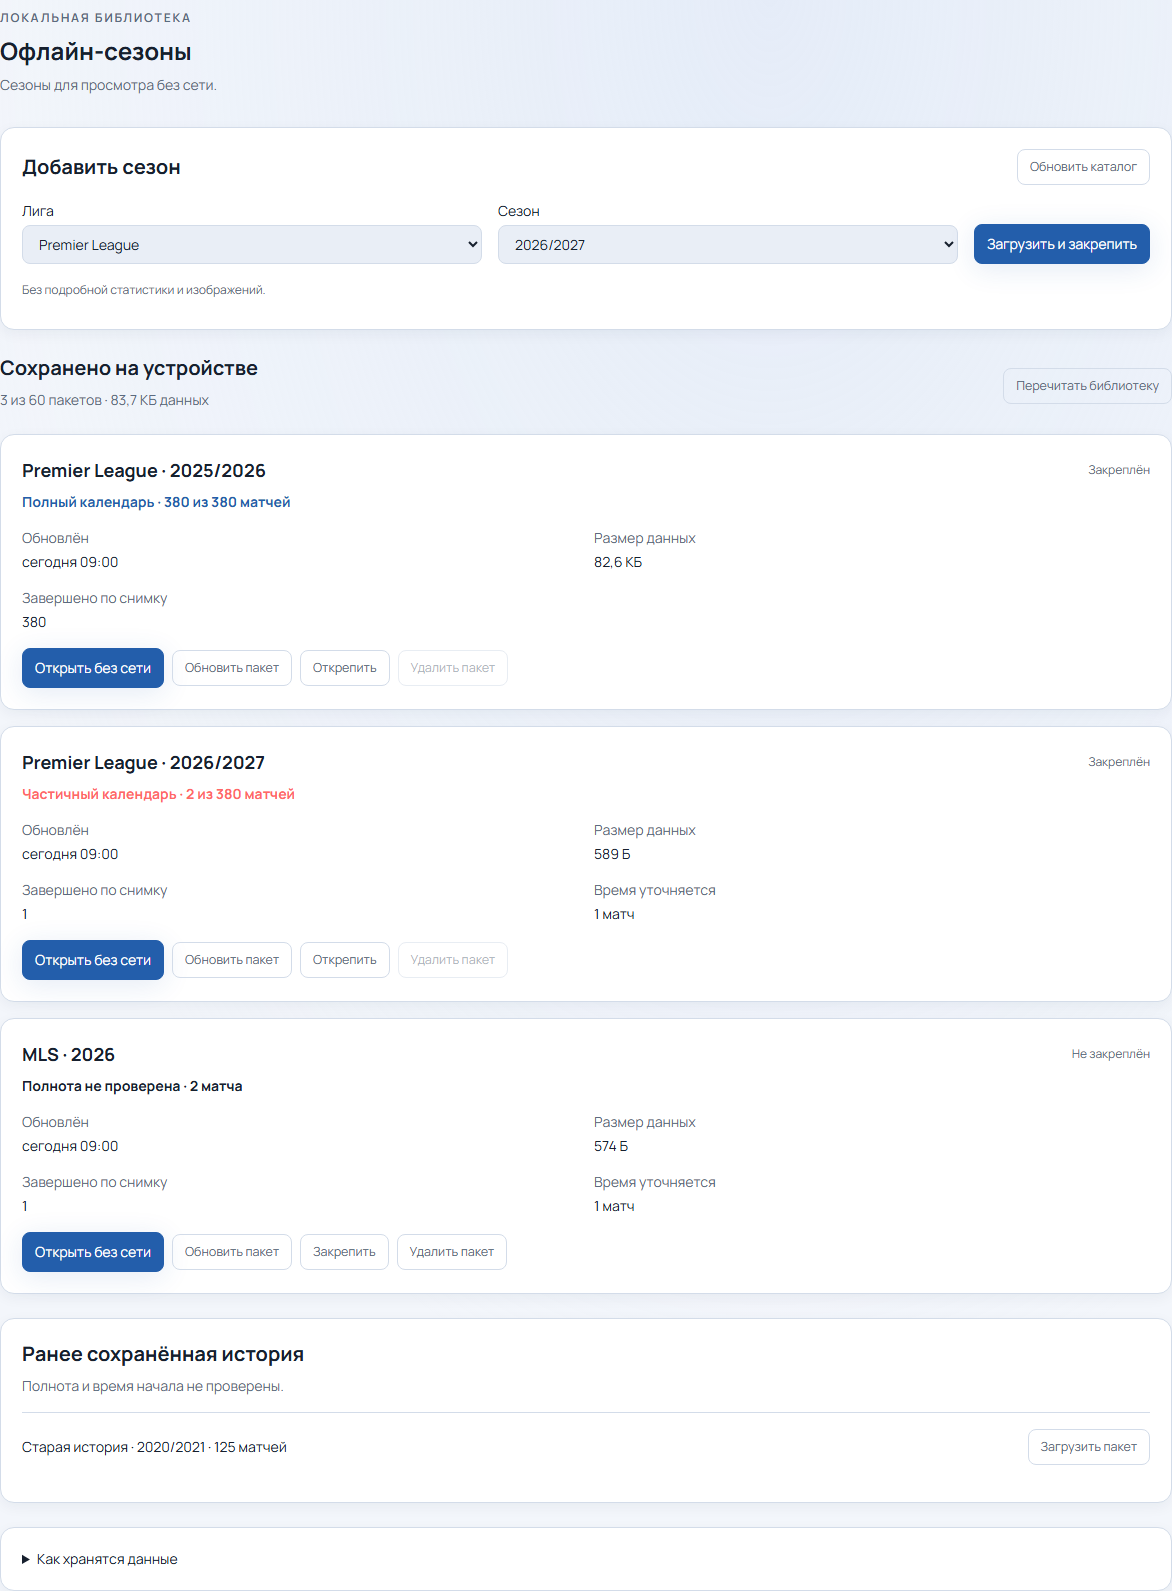 ЛОКАЛЬНАЯ БИБЛИОТЕКА
Офлайн-сезоны
Сезоны для просмотра без сети.
Добавить сезон
Обновить каталог
Лига
Сезон
Premier League
2026/2027
Загрузить и закрепить
Без подробной статистики и изображений.
Сохранено на устройстве
3 из 60 пакетов · 83,7 КБ данных
Перечитать библиотеку
Premier League · 2025/2026
Закреплён
Полный календарь · 380 из 380 матчей
Обновлён
Размер данных
сегодня 09:00
82,6 КБ
Завершено по снимку
380
Открыть без сети
Обновить пакет
Открепить
Удалить пакет
Premier League · 2026/2027
Закреплён
Частичный календарь · 2 из 380 матчей
Обновлён
Размер данных
сегодня 09:00
589 Б
Завершено по снимку
Время уточняется
1
1 матч
Открыть без сети
Обновить пакет
Открепить
Удалить пакет
MLS · 2026
Не закреплён
Полнота не проверена · 2 матча
Обновлён
Размер данных
сегодня 09:00
574 Б
Завершено по снимку
Время уточняется
1
1 матч
Открыть без сети
Обновить пакет
Закрепить
Удалить пакет
Ранее сохранённая история
Полнота и время начала не проверены.
Старая история · 2020/2021 · 125 матчей
Загрузить пакет
Как хранятся данные